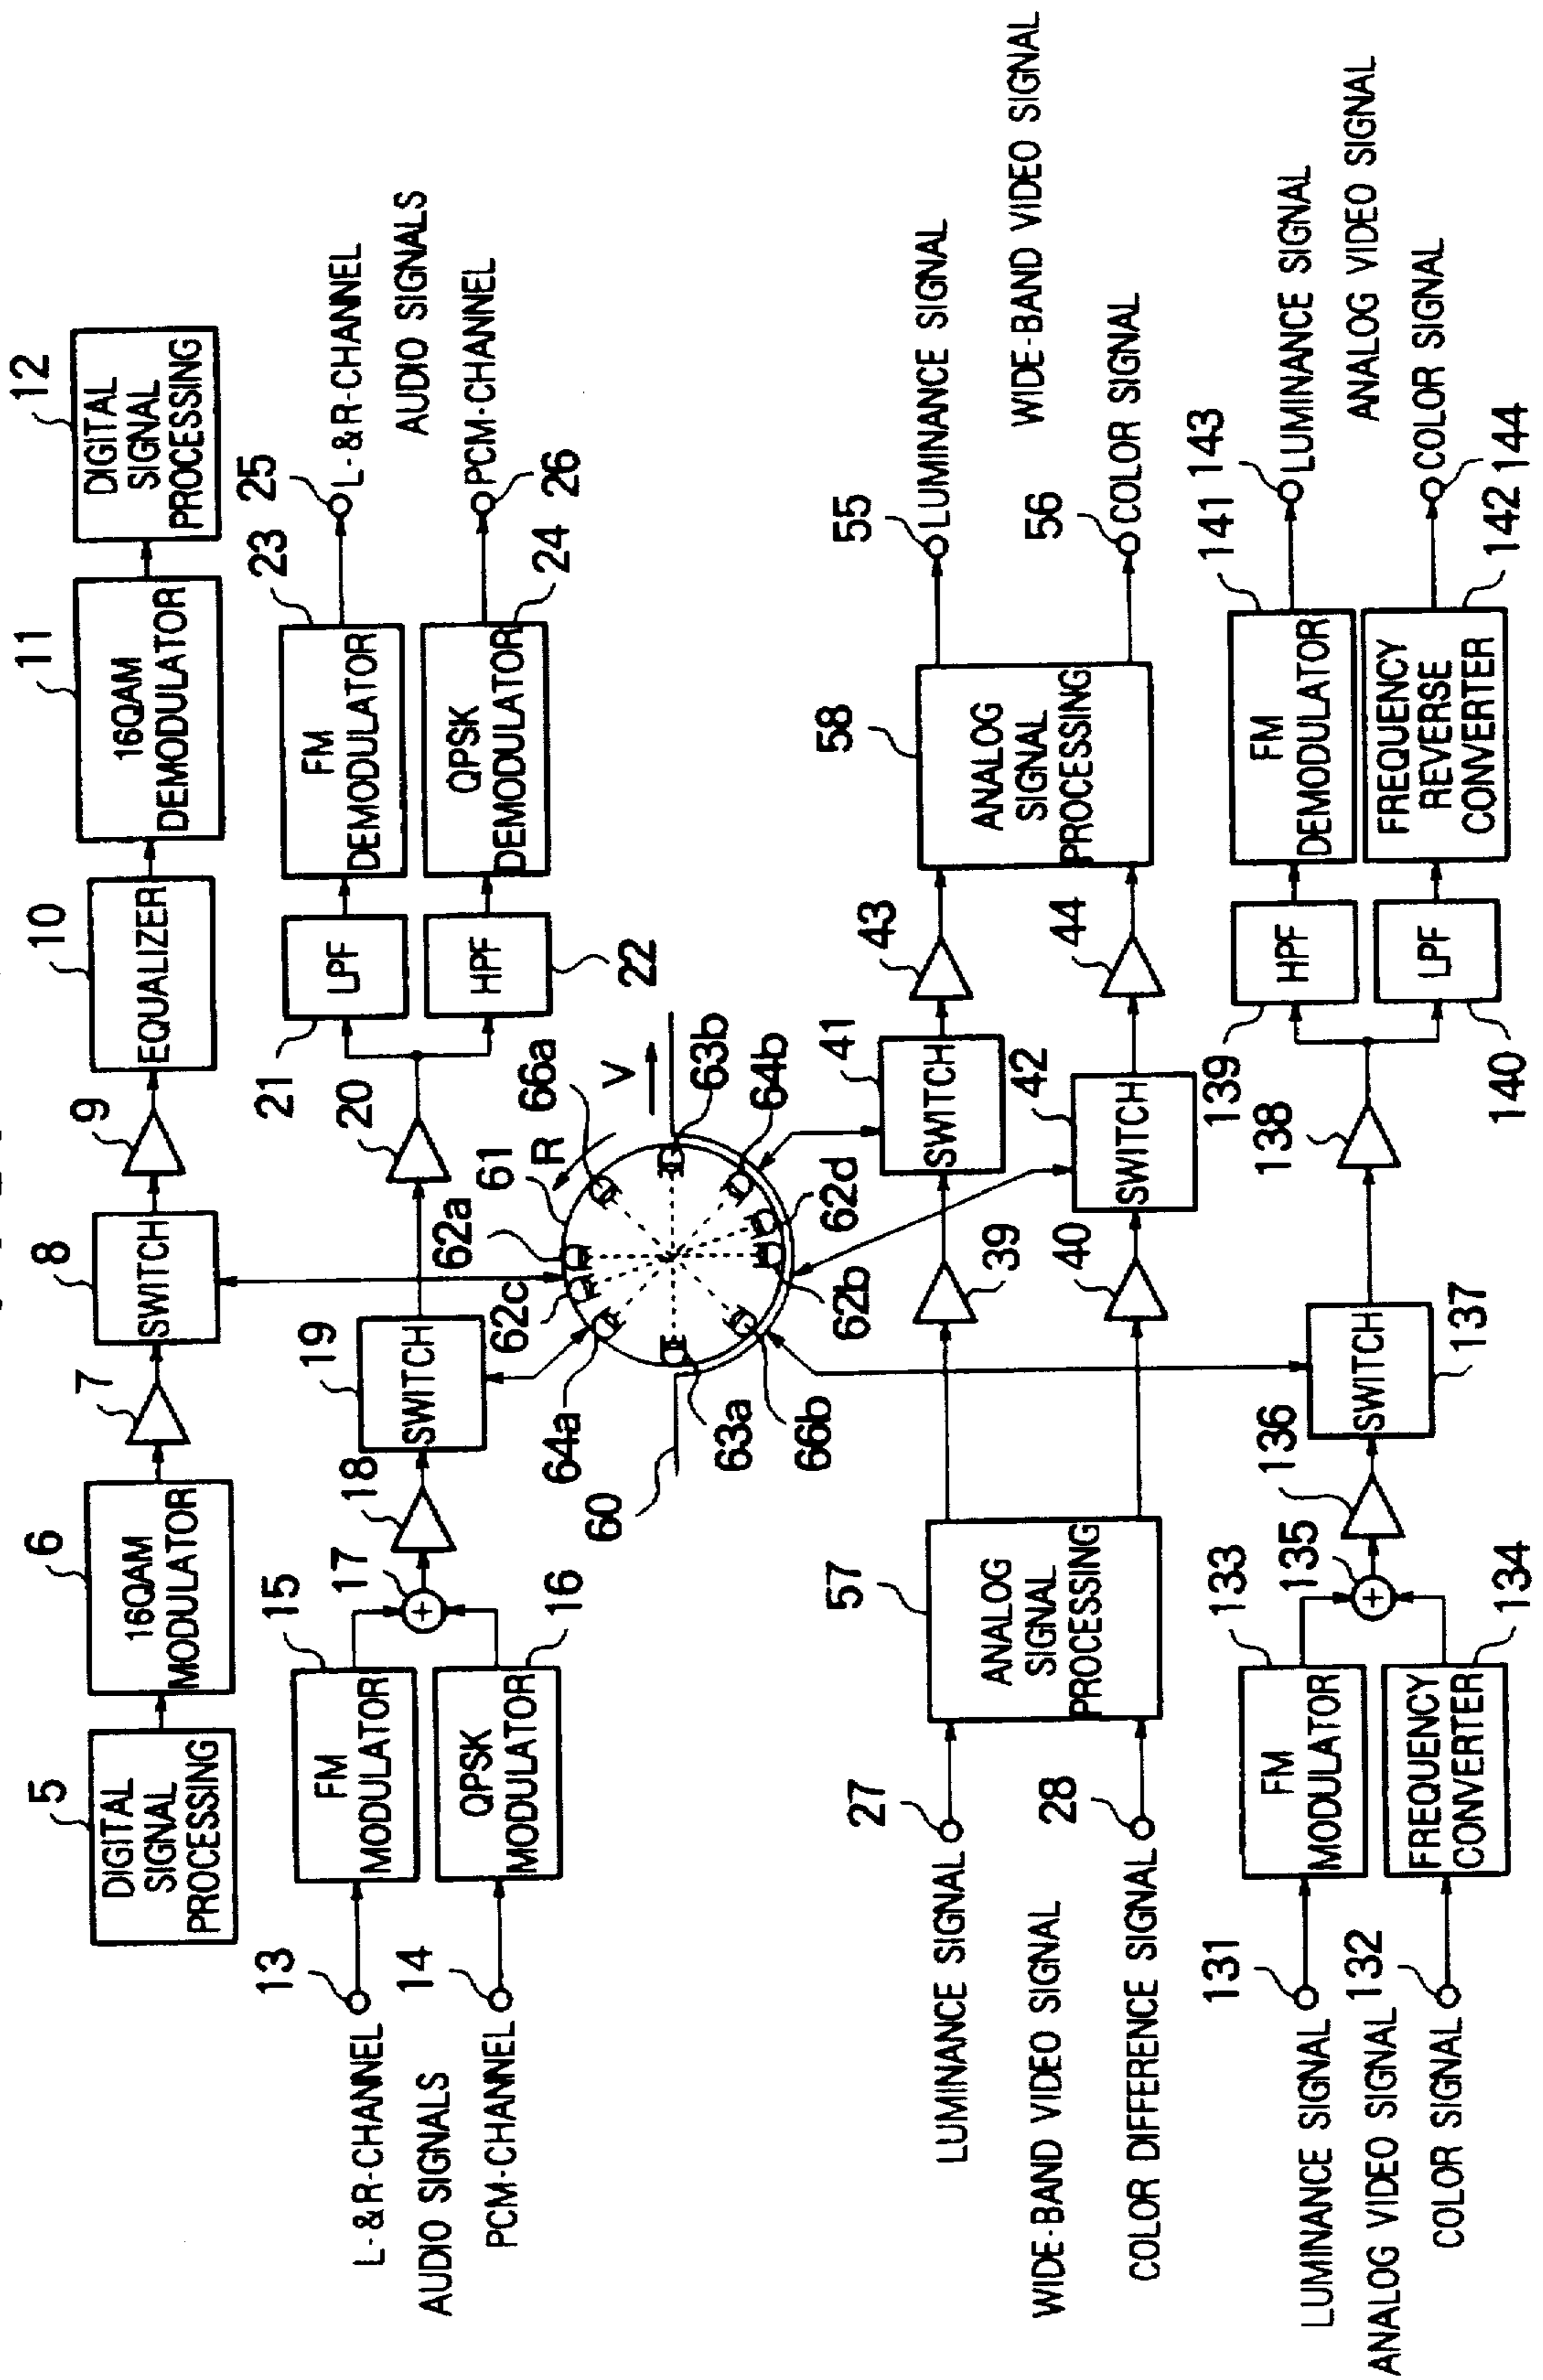 5
DIGITAL
SIGNAL
PROCESSING
6
16QAM
MODULATOR
7
8
SWITCH
9
10
EQUALIZER
11
16QAM
DEMODULATOR
12
DIGITAL
SIGNAL
PROCESSING
13
L-&R-CHANNEL
AUDIO SIGNALS
14
PCM-CHANNEL
15
FM
MODULATOR
QPSK
MODULATOR
16
17
+
18
19
SWITCH
20
21
LPF
HPF
22
23
FM
DEMODULATOR
QPSK
DEMODULATOR
24
25
L-&R-CHANNEL
AUDIO SIGNALS
PCM-CHANNEL
26
60
64a
62c
62a
61
R
66a
V
63a
66b
62b
62d
64b
63b
27
LUMINANCE SIGNAL
WIDE-BAND VIDEO SIGNAL
28
COLOR DIFFERENCE SIGNAL
57
ANALOG
SIGNAL
PROCESSING
39
40
41
SWITCH
42
SWITCH
43
44
58
ANALOG
SIGNAL
PROCESSING
55
LUMINANCE SIGNAL
WIDE-BAND VIDEO SIGNAL
56
COLOR SIGNAL
131
LUMINANCE SIGNAL
ANALOG VIDEO SIGNAL
132
COLOR SIGNAL
133
FM
MODULATOR
FREQUENCY
CONVERTER
134
135
+
136
SWITCH
137
138
139
HPF
LPF
140
141
FM
DEMODULATOR
FREQUENCY
REVERSE
CONVERTER
142
143
LUMINANCE SIGNAL
ANALOG VIDEO SIGNAL
COLOR SIGNAL
144